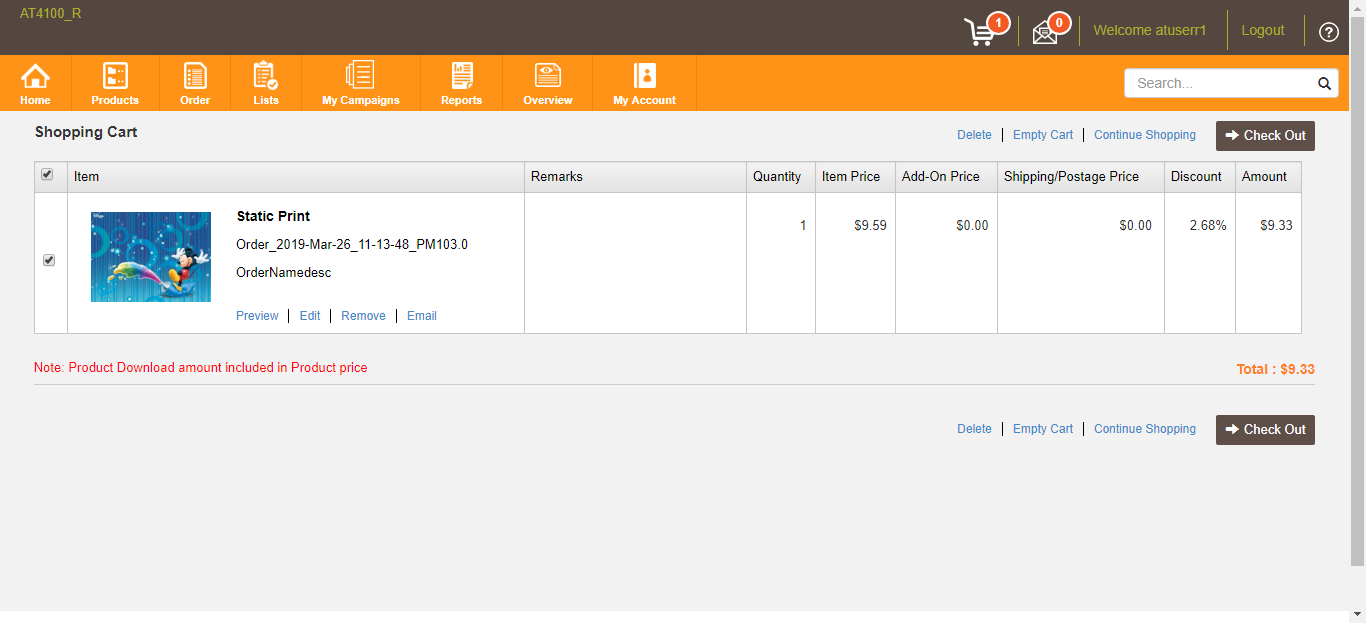 AT4100_R
1
0
Welcome atuserr1
Logout
?
Home
Products
Order
Lists
My Campaigns
Reports
Overview
My Account
Search...
Shopping Cart
Delete
Empty Cart
Continue Shopping
Check Out
Item
Remarks
Quantity
Item Price
Add-On Price
Shipping/Postage Price
Discount
Amount
Static Print
Order_2019-Mar-26_11-13-48_PM103.0
OrderNamedesc
Preview
Edit
Remove
Email
1
$9.59
$0.00
$0.00
2.68%
$9.33
Note: Product Download amount included in Product price
Total : $9.33
Delete
Empty Cart
Continue Shopping
Check Out